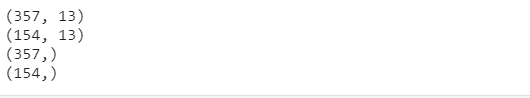 (357, 13)
(154, 13)
(357,)
(154,)